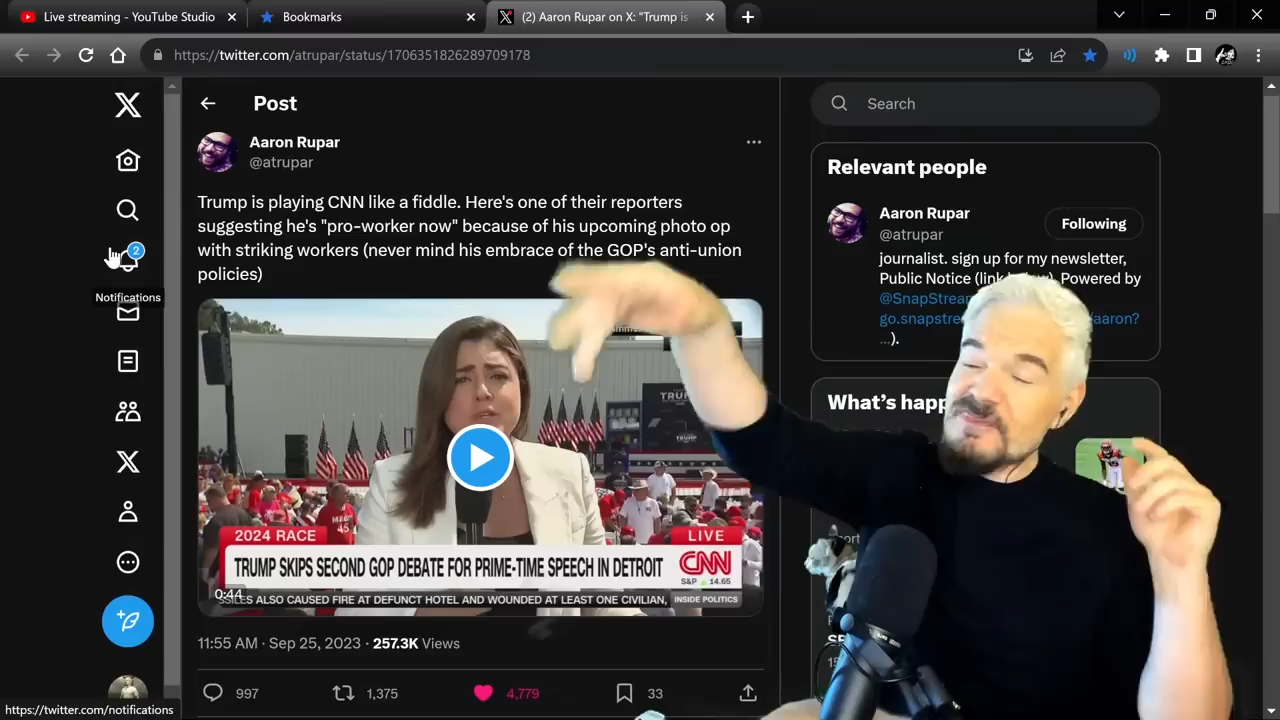 Live streaming - YouTube Studio
Bookmarks
(2) Aaron Rupar on X: "Trump is
https://twitter.com/atrupar/status/1706351826289709178
Post
Search
Aaron Rupar
@atrupar
Trump is playing CNN like a fiddle. Here's one of their reporters
suggesting he's "pro-worker now" because of his upcoming photo op
with striking workers (never mind his embrace of the GOP's anti-union
policies)
2
Notifications
2024 RACE
LIVE
TRUMP SKIPS SECOND GOP DEBATE FOR PRIME-TIME SPEECH IN DETROIT
CNN
S&P 14.65
0:44
ALSO CAUSED FIRE AT DEFUNCT HOTEL AND WOUNDED AT LEAST ONE CIVILIAN,
INSIDE POLITICS
11:55 AM · Sep 25, 2023 · 257.3K Views
997
1,375
4,779
33
Relevant people
Aaron Rupar
Following
@atrupar
journalist. sign up for my newsletter,
Public Notice (link Powered by
@SnapStream
go.snapstre aaron?
...).
What's happ
https://twitter.com/notifications